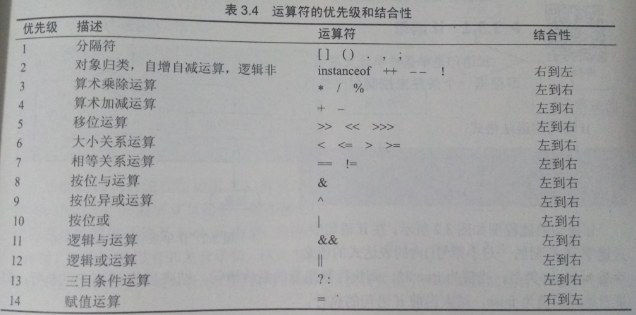 表 3.4 运算符的优先级和结合性
优先级 描述 运算符 结合性
1 分隔符 [ ] ( ) . , ;
2 对象归类，自增自减运算，逻辑非 instanceof ++ -- ! 右到左
3 算术乘除运算 * / % 左到右
4 算术加减运算 + - 左到右
5 移位运算 >> << >>> 左到右
6 大小关系运算 < <= > >= 左到右
7 相等关系运算 == != 左到右
8 按位与运算 & 左到右
9 按位异或运算 ^ 左到右
10 按位或 | 左到右
11 逻辑与运算 && 左到右
12 逻辑或运算 || 左到右
13 三目条件运算 ? : 左到右
14 赋值运算 = 右到左